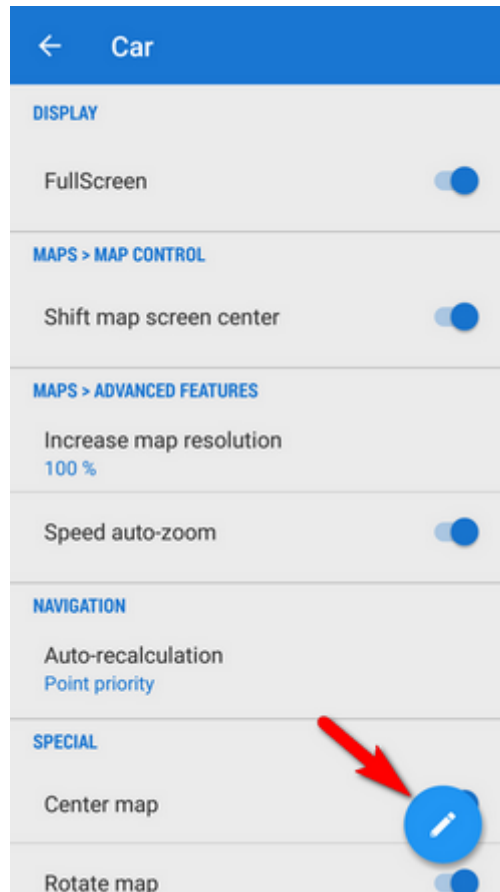 Car
DISPLAY
FullScreen
MAPS > MAP CONTROL
Shift map screen center
MAPS > ADVANCED FEATURES
Increase map resolution
100 %
Speed auto-zoom
NAVIGATION
Auto-recalculation
Point priority
SPECIAL
Center map
Rotate map